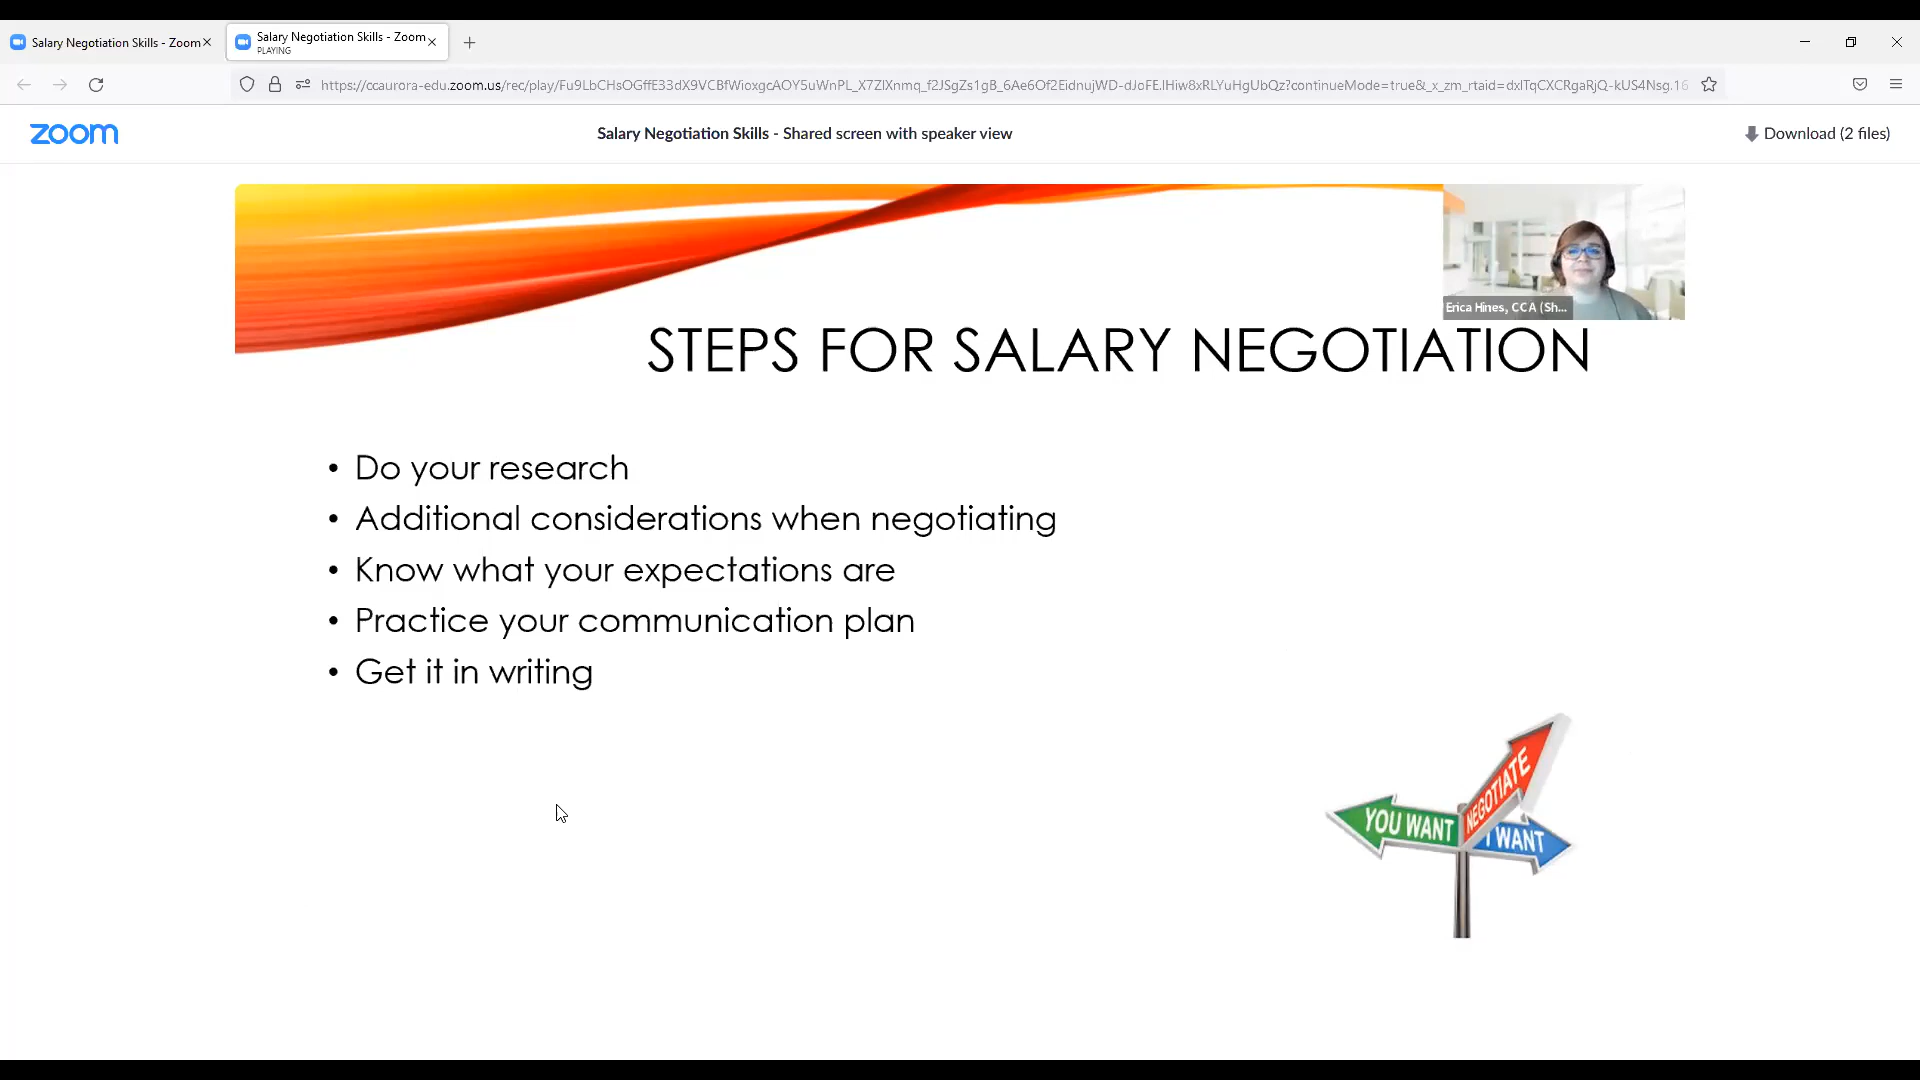 Salary Negotiation Skills - Zoom
Salary Negotiation Skills - Zoom
PLAYING
https://ccaurora-edu.zoom.us/rec/play/Fu9LbCHsOGffE33dX9VCBfWioxgcAOY5uWnPL_X7ZlXnmq_f2JSgZs1gB_6Ae6Of2EidnujWD-dJoFE.IHiw8xRLYuHgUbQz?continueMode=true&_x_zm_rtaid=dxlTqCXCRgaRjQ-kUS4Nsg.16
zoom
Salary Negotiation Skills - Shared screen with speaker view
Download (2 files)
Erica Hines, CCA (Sh...
STEPS FOR SALARY NEGOTIATION
• Do your research
• Additional considerations when negotiating
• Know what your expectations are
• Practice your communication plan
• Get it in writing
NEGOTIATE
YOU WANT
I WANT